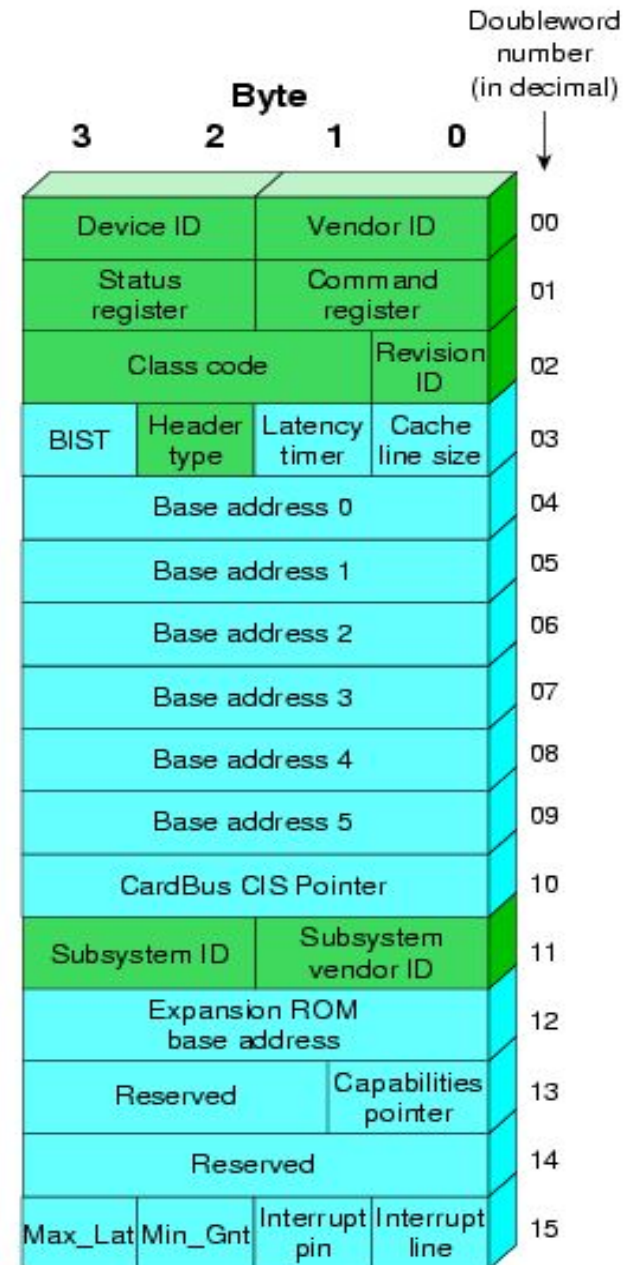 Doubleword
number
(in decimal)
Byte
3 2 1 0
Device ID Vendor ID 00
Status
register
Command
register
01
Class code
Revision
ID
02
BIST
Header
type
Latency
timer
Cache
line size
03
Base address 0 04
Base address 1 05
Base address 2 06
Base address 3 07
Base address 4 08
Base address 5 09
CardBus CIS Pointer 10
Subsystem ID
Subsystem
vendor ID
11
Expansion ROM
base address
12
Reserved
Capabilities
pointer
13
Reserved 14
Max_Lat
Min_Gnt
Interrupt
pin
Interrupt
line
15